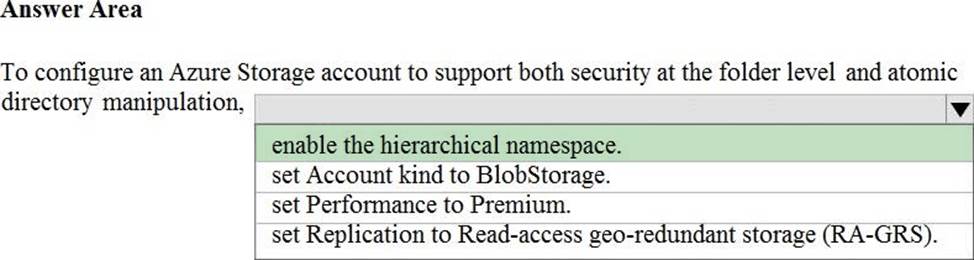 Answer Area
To configure an Azure Storage account to support both security at the folder level and atomic
directory manipulation,
enable the hierarchical namespace.
set Account kind to BlobStorage.
set Performance to Premium.
set Replication to Read-access geo-redundant storage (RA-GRS).